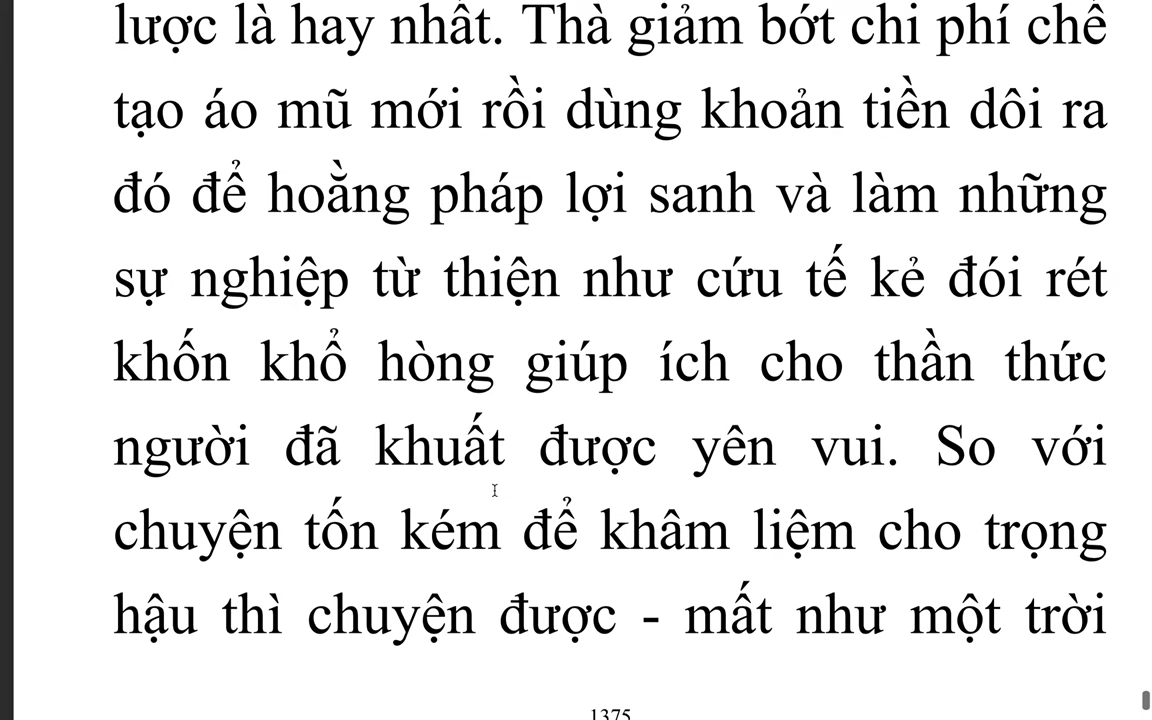 lược là hay nhất. Thà giảm bớt chi phí chế
tạo áo mũ mới rồi dùng khoản tiền dôi ra
đó để hoằng pháp lợi sanh và làm những
sự nghiệp từ thiện như cứu tế kẻ đói rét
khốn khổ hòng giúp ích cho thần thức
người đã khuất được yên vui. So với
chuyện tốn kém để khâm liệm cho trọng
hậu thì chuyện được - mất như một trời
1375